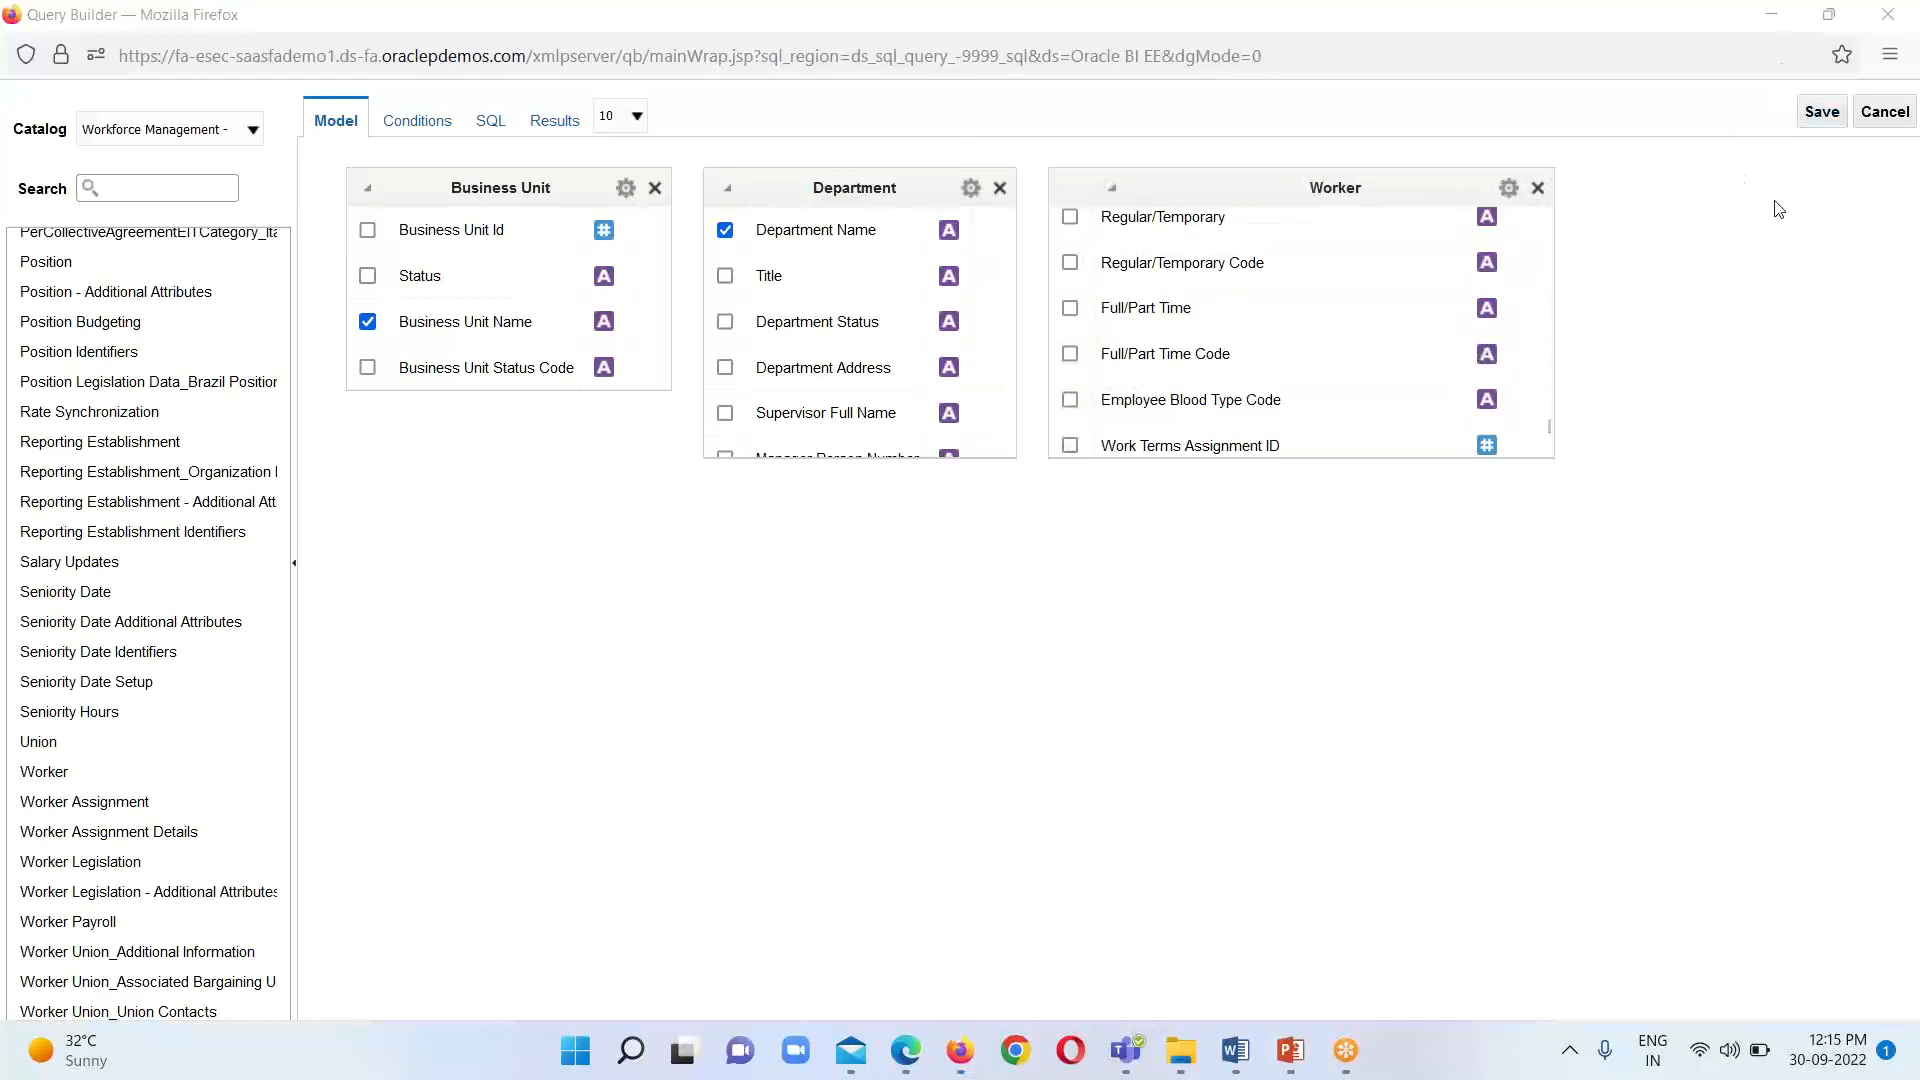 Query Builder — Mozilla Firefox
https://fa-esec-saasfademo1.ds-fa.oraclepdemos.com/xmlpserver/qb/mainWrap.jsp?sql_region=ds_sql_query_-9999_sql&ds=Oracle BI EE&dgMode=0
Catalog
Workforce Management -
Model
Conditions
SQL
Results
10
Save
Cancel
Search
PerCollectiveAgreementEITCategory_Ita
Position
Position - Additional Attributes
Position Budgeting
Position Identifiers
Position Legislation Data_Brazil Position
Rate Synchronization
Reporting Establishment
Reporting Establishment_Organization I
Reporting Establishment - Additional Att
Reporting Establishment Identifiers
Salary Updates
Seniority Date
Seniority Date Additional Attributes
Seniority Date Identifiers
Seniority Date Setup
Seniority Hours
Union
Worker
Worker Assignment
Worker Assignment Details
Worker Legislation
Worker Legislation - Additional Attributes
Worker Payroll
Worker Union_Additional Information
Worker Union_Associated Bargaining U
Worker Union_Union Contacts
Business Unit
Business Unit Id #
Status A
Business Unit Name A
Business Unit Status Code A
Department
Department Name A
Title A
Department Status A
Department Address A
Supervisor Full Name A
Manager Person Number A
Worker
Regular/Temporary A
Regular/Temporary Code A
Full/Part Time A
Full/Part Time Code A
Employee Blood Type Code A
Work Terms Assignment ID #
32°C
Sunny
ENG
IN
12:15 PM
30-09-2022
1